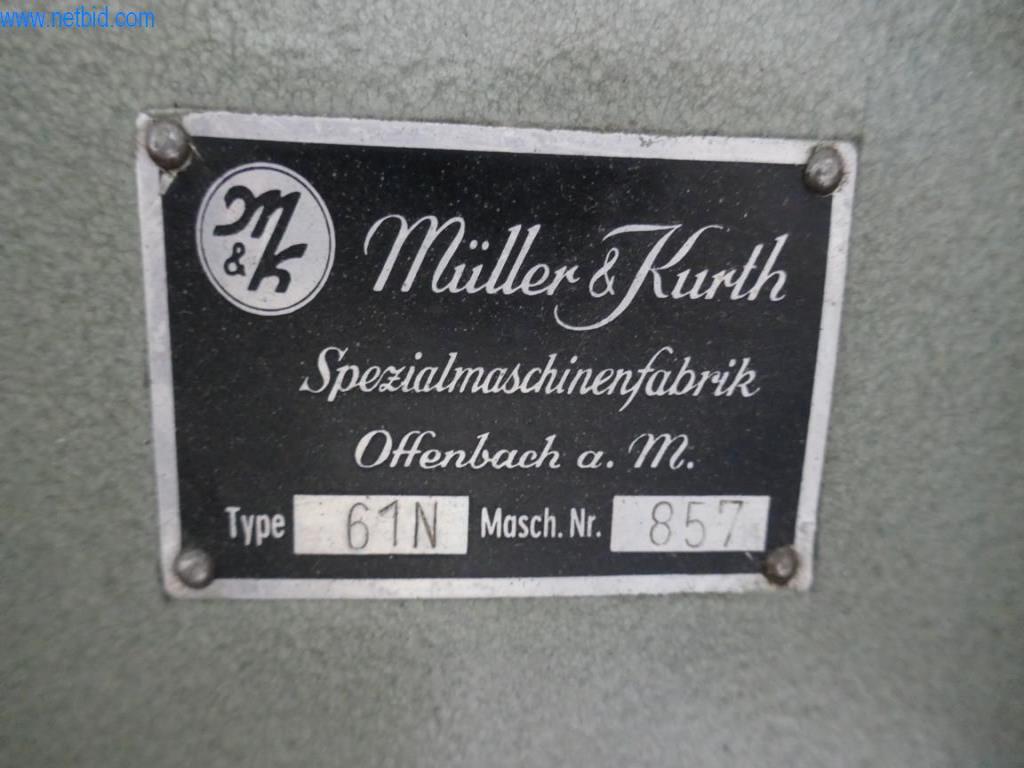 www.netbid.com
M
&K
Müller & Kurth
Spezialmaschinenfabrik
Offenbach a. M.
Type 61N Masch. Nr. 857